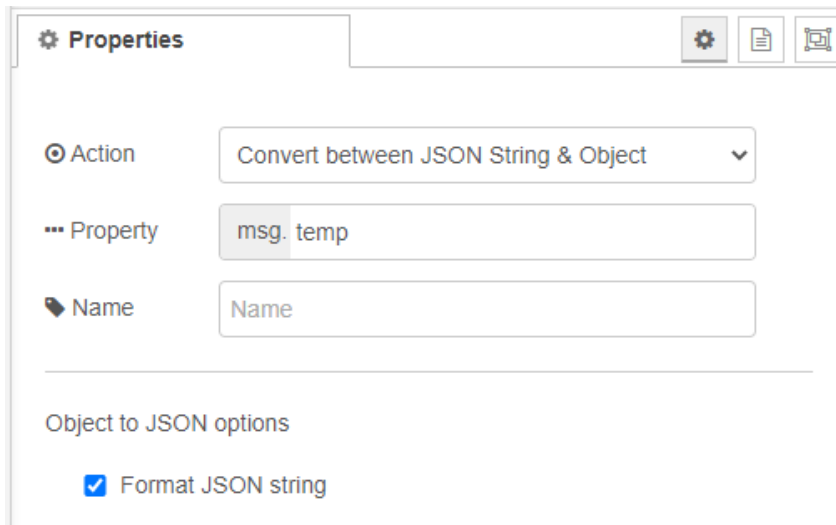 Properties
Action Convert between JSON String & Object
Property msg. temp
Name Name
Object to JSON options
Format JSON string